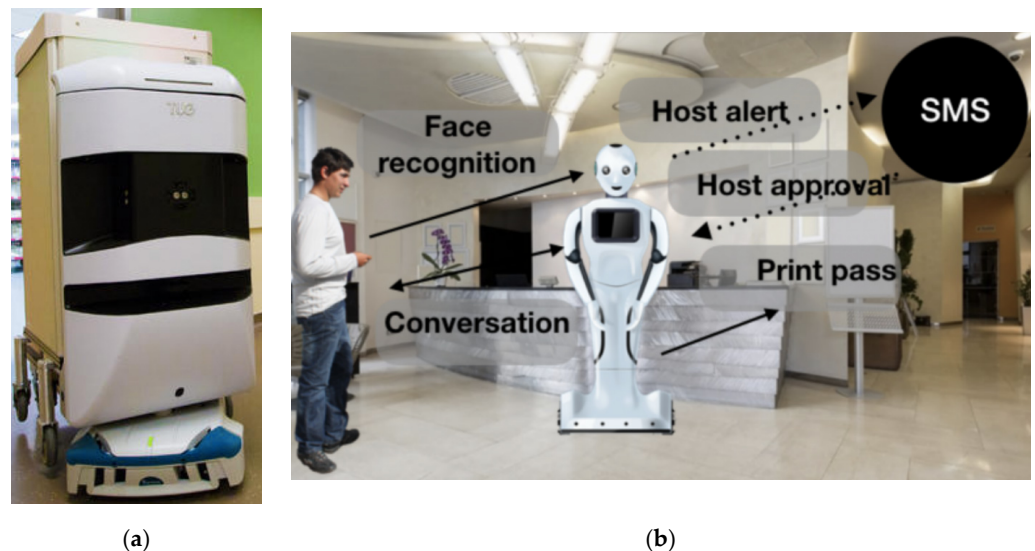 TUG
Face
recognition
Host alert
SMS
Host approval
Print pass
Conversation
(a)
(b)